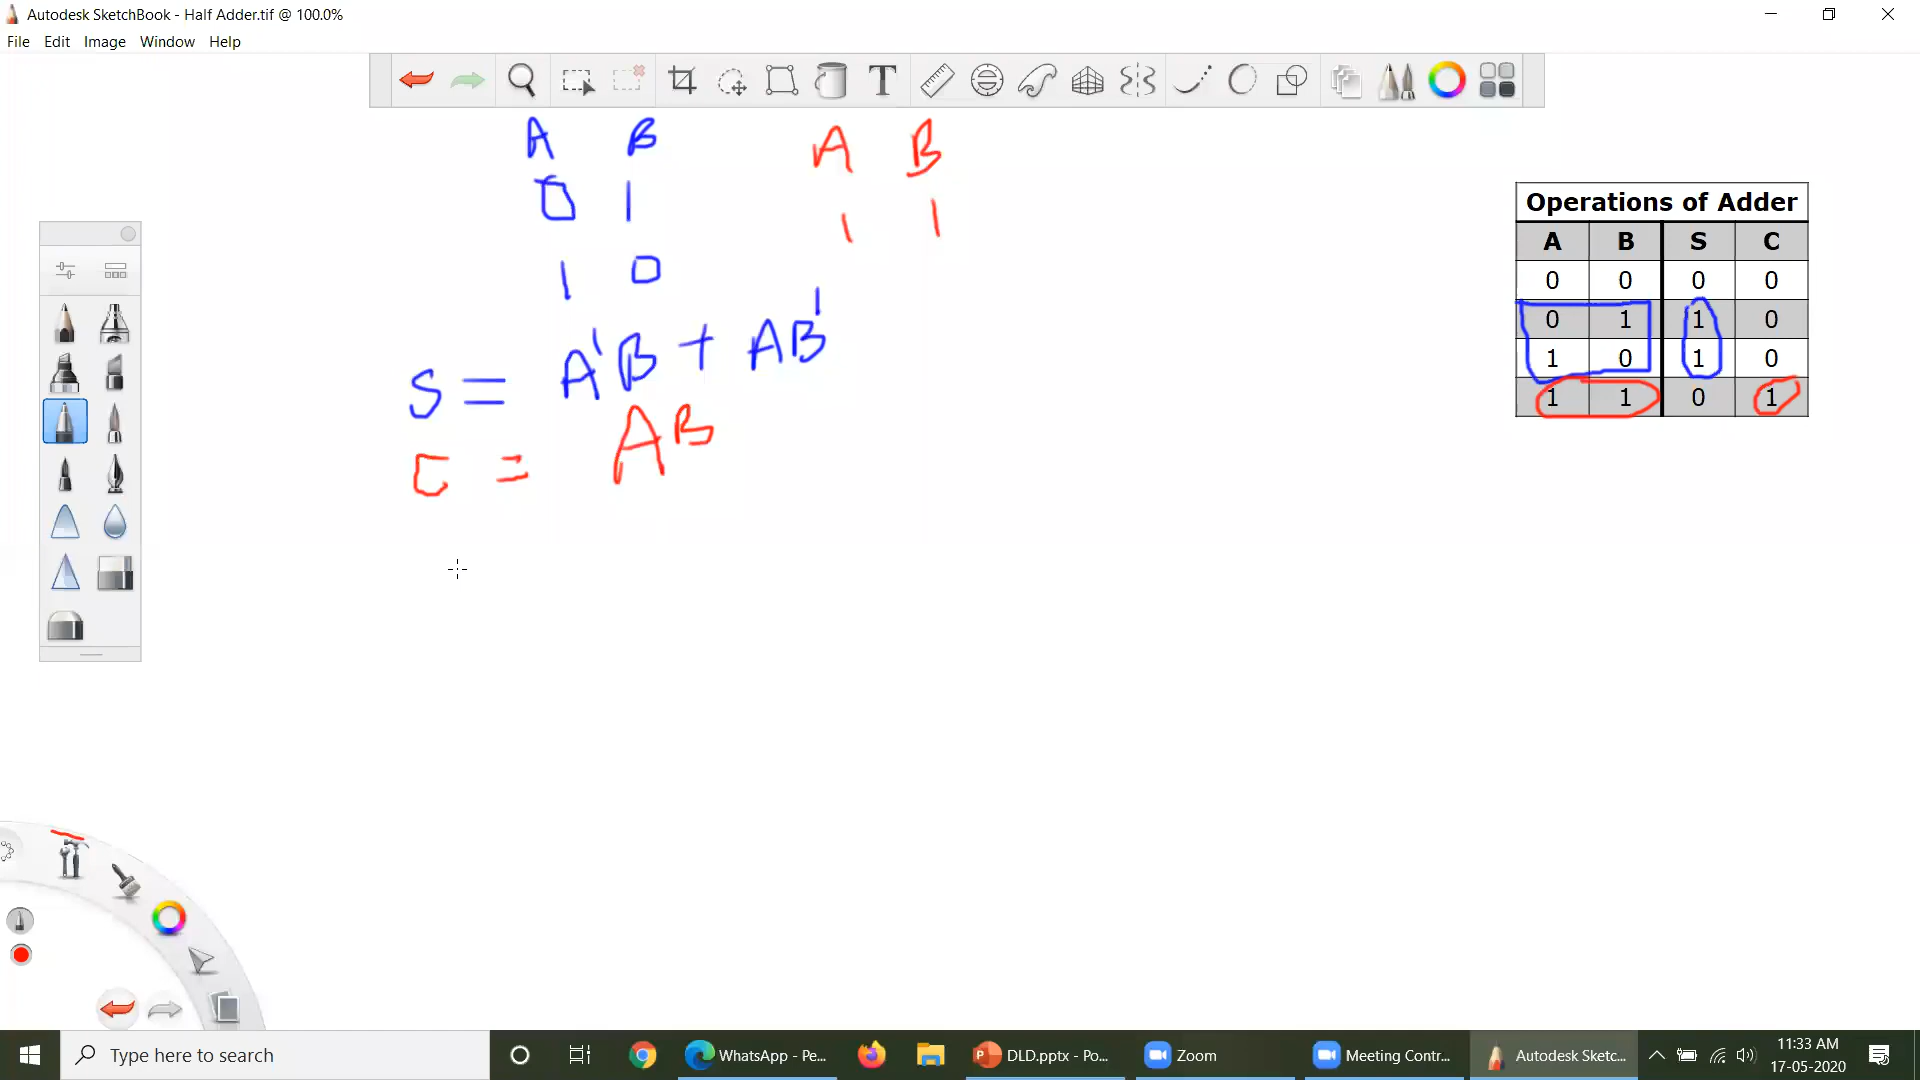 Autodesk SketchBook - Half Adder.tif @ 100.0%
File Edit Image Window Help
T
A B
0 1
1 0
S = A'B + AB'
A B
1 1
C = AB
Operations of Adder
A B S C
0 0 0 0
0 1 1 0
1 0 1 0
1 1 0 1
Type here to search
WhatsApp - Pe...
DLD.pptx - Po...
Zoom
Meeting Contr...
Autodesk Sketc...
11:33 AM
17-05-2020